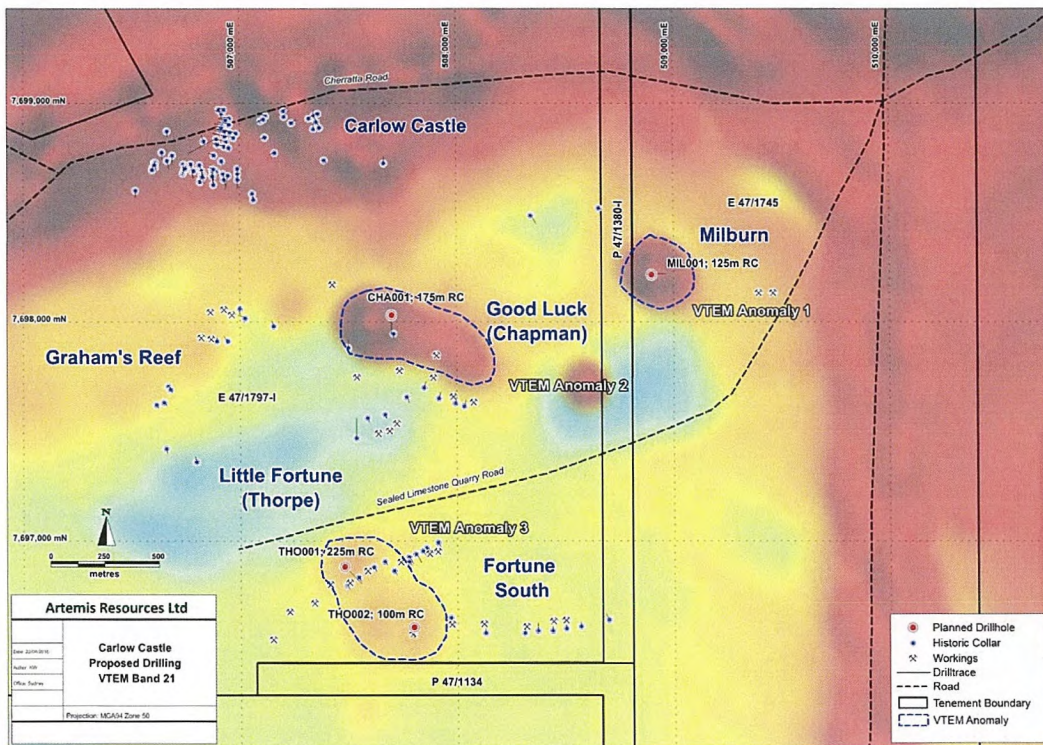 507,000 mE
508,000 mE
509,000 mE
510,000 mE
7,699,000 mN
Cherratta Road
Carlow Castle
E 47/1745
P 47/1380-I
Milburn
MIL001; 125m RC
CHA001; 175m RC
VTEM Anomaly 1
7,698,000 mN
Good Luck
(Chapman)
Graham's Reef
VTEM Anomaly 2
E 47/1797-I
Little Fortune
(Thorpe)
Sealed Limestone Quarry Road
7,697,000 mN
VTEM Anomaly 3
THO001; 225m RC
Fortune
South
THO002; 100m RC
P 47/1134
N
0 250 500
metres
Artemis Resources Ltd
Carlow Castle
Proposed Drilling
VTEM Band 21
Office: Sydney
Projection: MGA94 Zone 50
Planned Drillhole
Historic Collar
Workings
Drilltrace
Road
Tenement Boundary
VTEM Anomaly